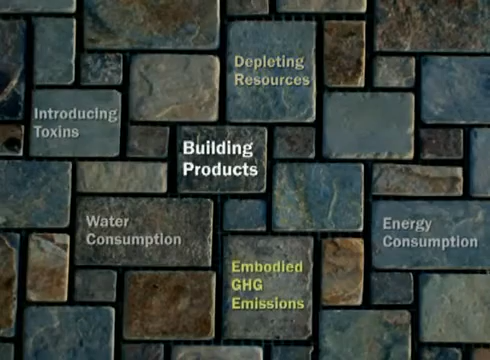 Depleting
Resources
Introducing
Toxins
Building
Products
Water
Consumption
Energy
Consumption
Embodied
GHG
Emissions